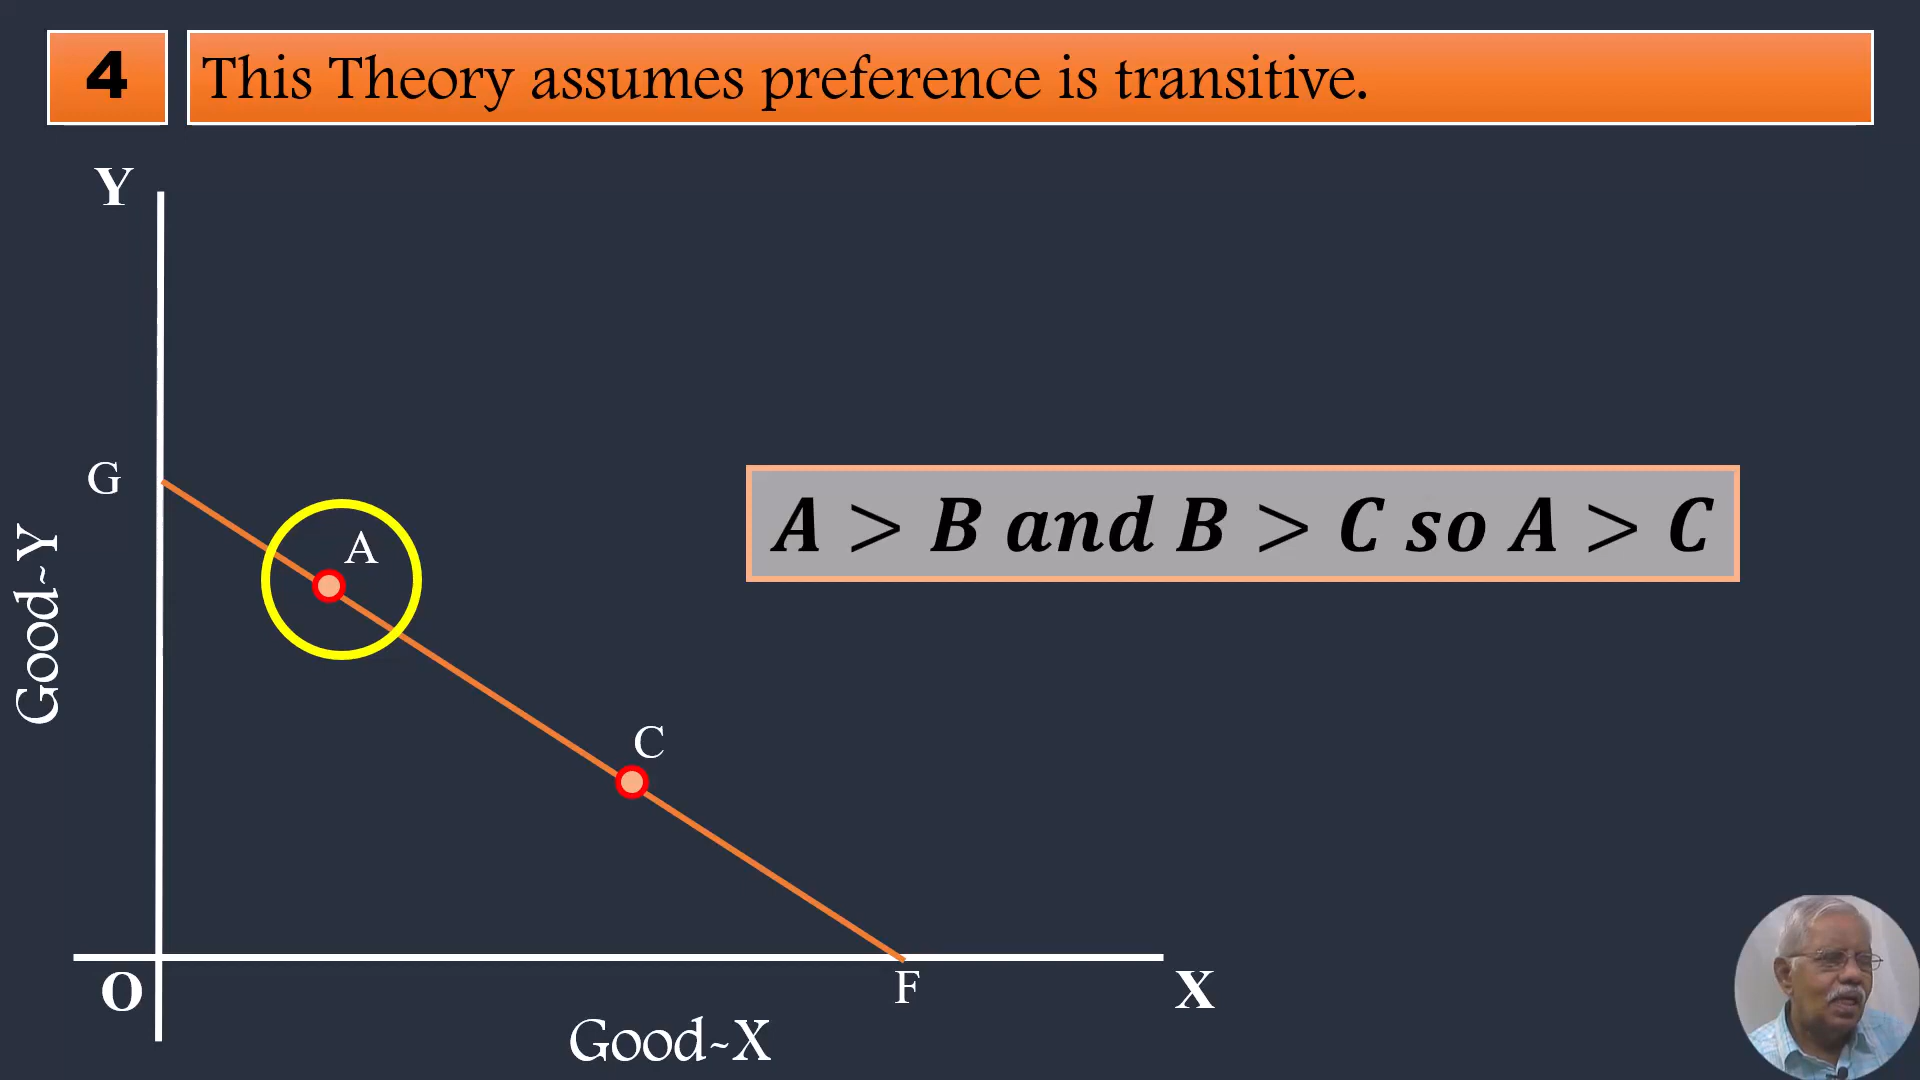 4
This Theory assumes preference is transitive.
Y
G
A
A > B and B > C so A > C
Good~Y
C
O
F
X
Good~X